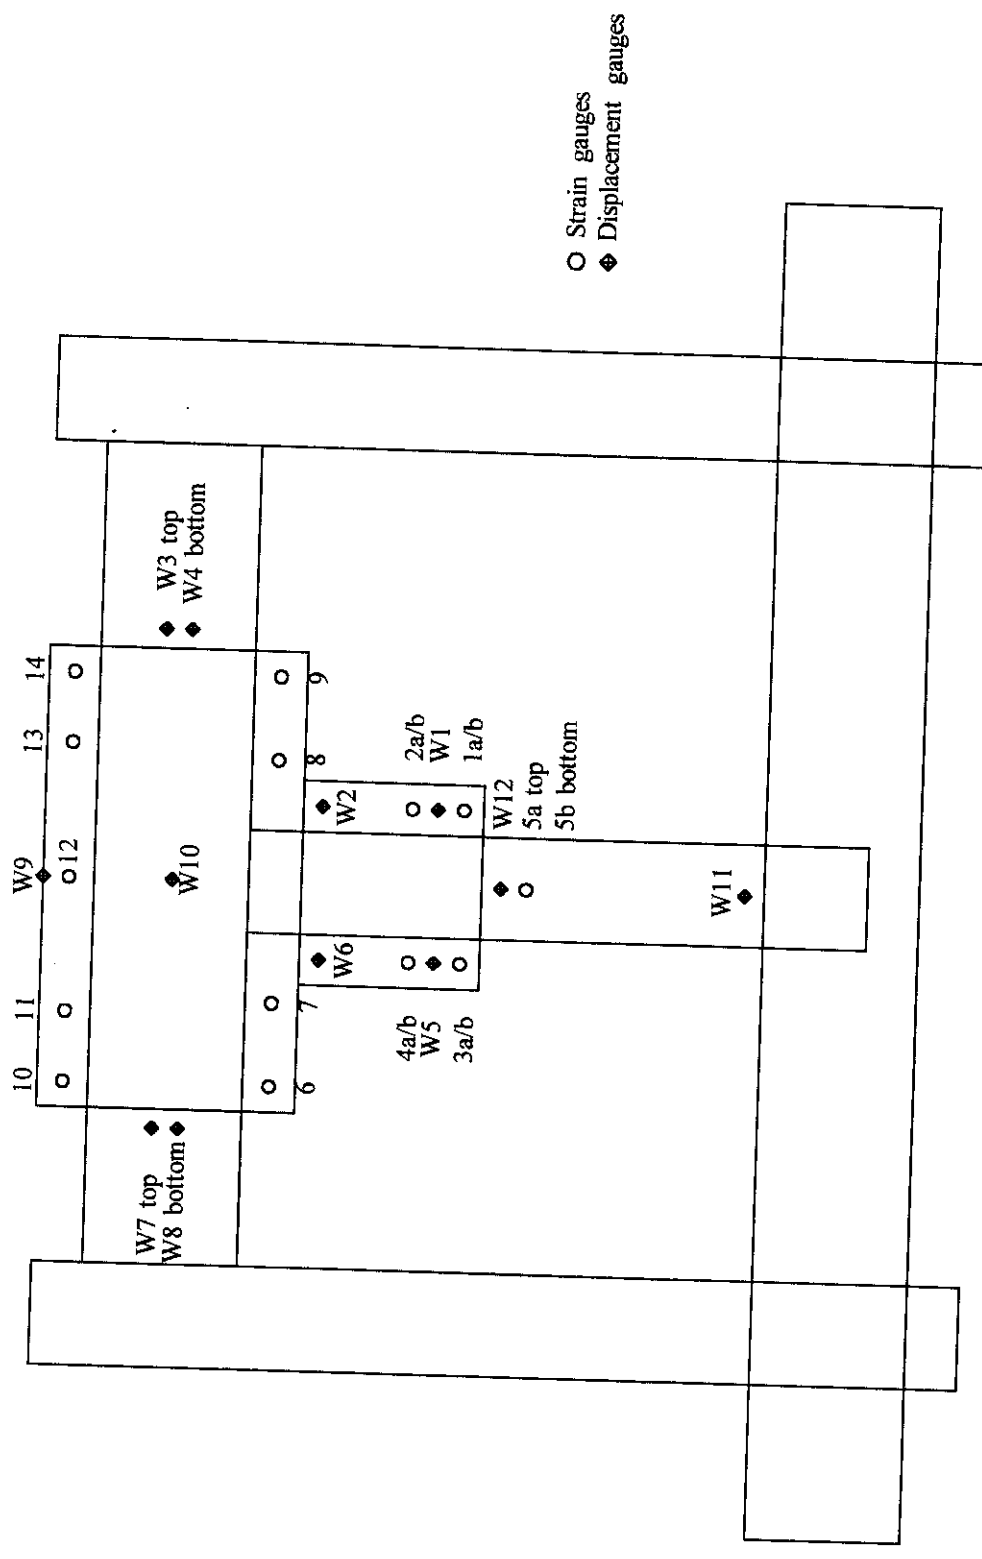 10
11
W9
12
13
14
W7 top
W8 bottom
W10
W3 top
W4 bottom
6
7
8
9
W6
W2
4a/b
W5
3a/b
2a/b
W1
1a/b
W12
5a top
5b bottom
W11
Strain gauges
Displacement gauges